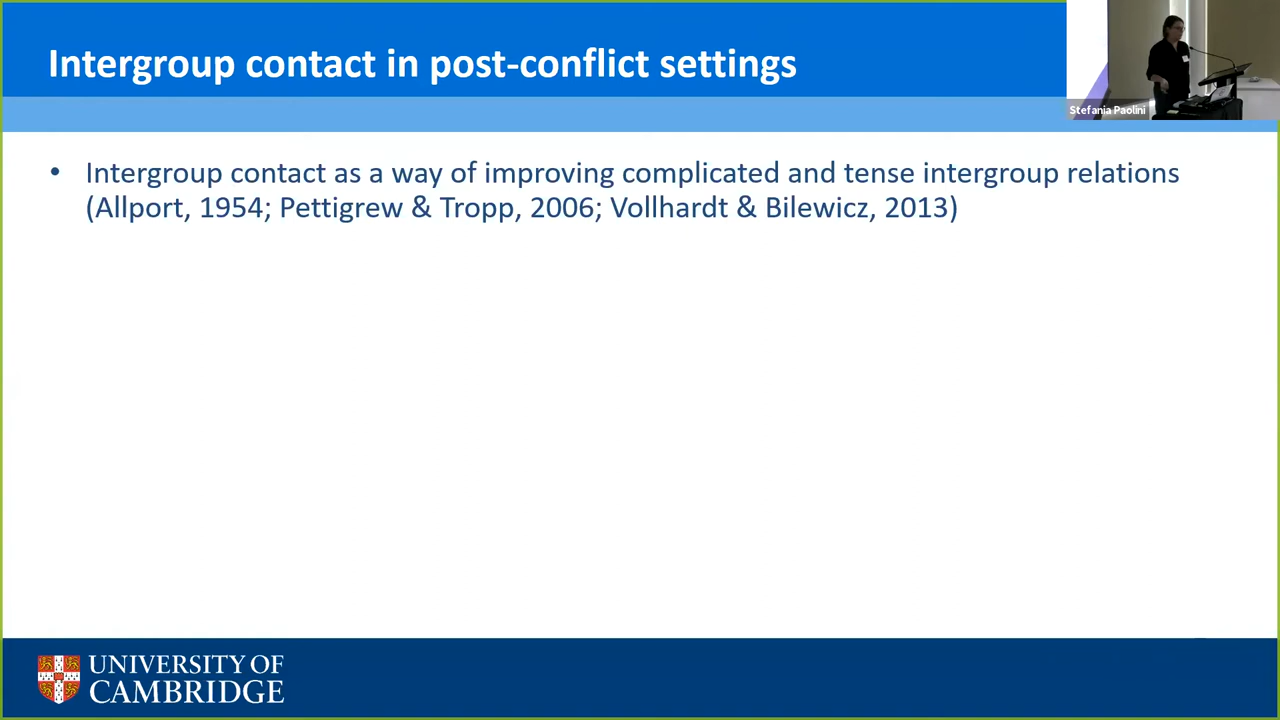 Intergroup contact in post-conflict settings
Stefania Paolini
• Intergroup contact as a way of improving complicated and tense intergroup relations
(Allport, 1954; Pettigrew & Tropp, 2006; Vollhardt & Bilewicz, 2013)
UNIVERSITY OF
CAMBRIDGE